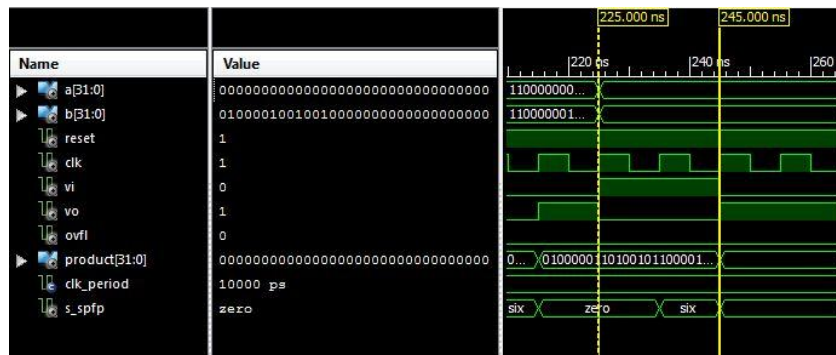 225.000 ns 245.000 ns
Name Value 220 ns 240 ns 260
a[31:0] 00000000000000000000000000000000 110000000...
b[31:0] 01000010010010000000000000000000 110000001...
reset 1
clk 1
vi 0
vo 1
ovfl 0
product[31:0] 00000000000000000000000000000000 0... 0100000110100101100001...
clk_period 10000 ps
s_spfp zero six zero six